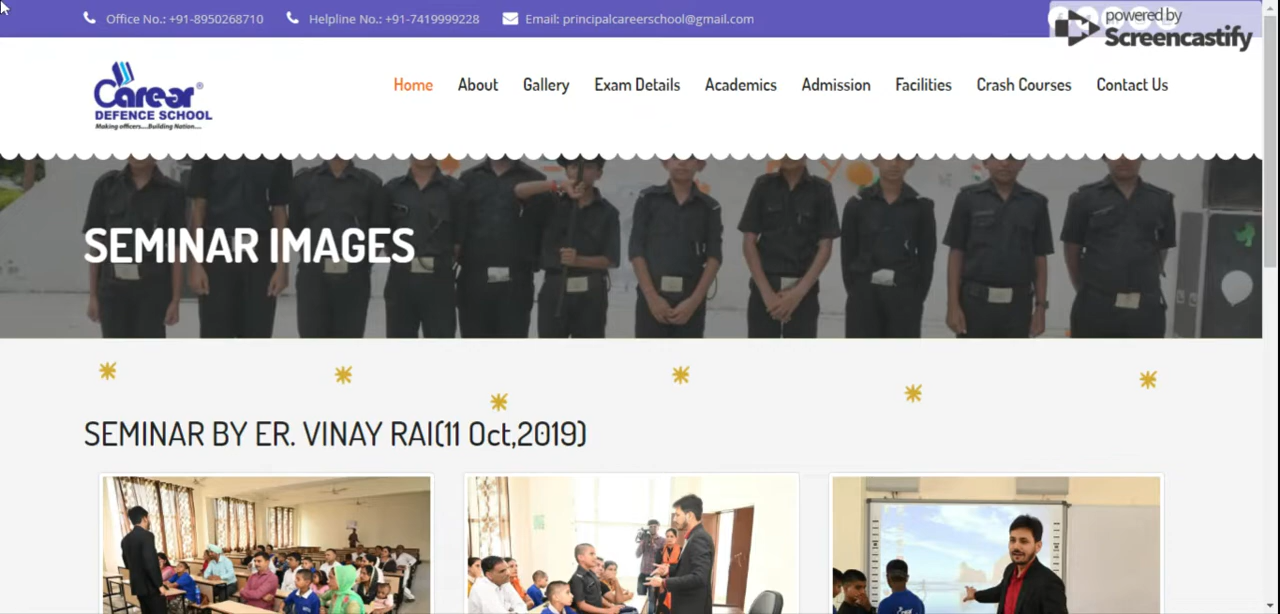 Office No.: +91-8950268710 Helpline No.: +91-7419999228 Email: principalcareerschool@gmail.com
powered by
Screencastify
Career®
DEFENCE SCHOOL
Making officers....Building Nation....
Home About Gallery Exam Details Academics Admission Facilities Crash Courses Contact Us
SEMINAR IMAGES
SEMINAR BY ER. VINAY RAI(11 Oct,2019)
Career